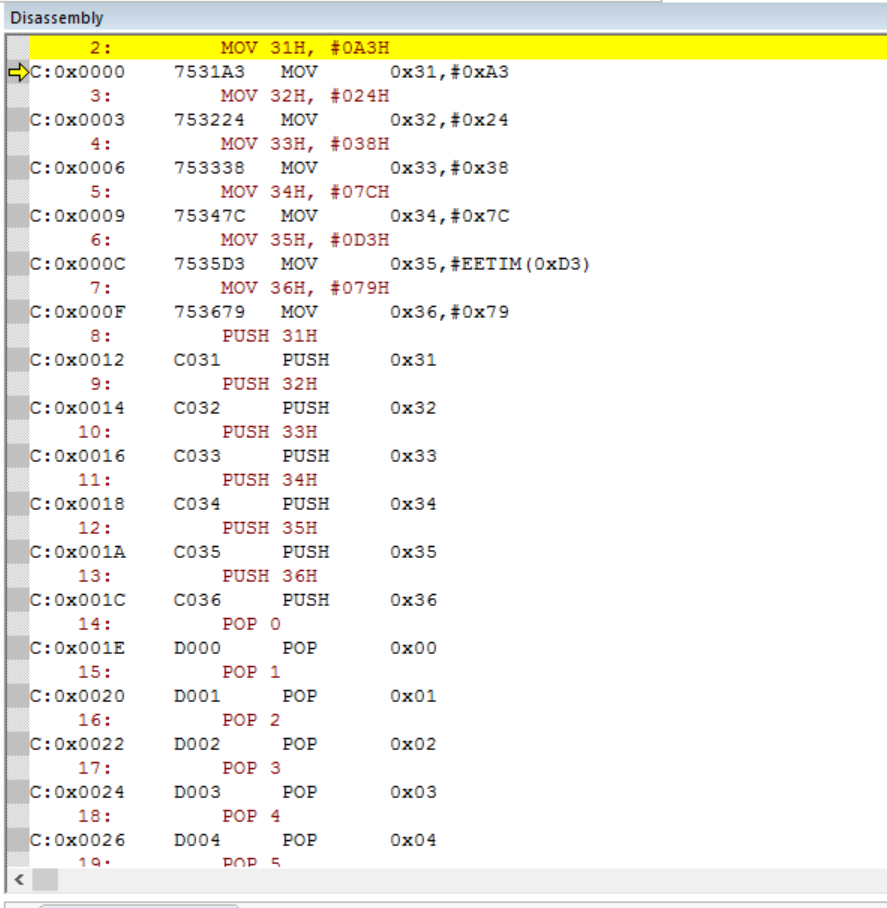 Disassembly
2: MOV 31H, #0A3H
C:0x0000 7531A3 MOV 0x31,#0xA3
3: MOV 32H, #024H
C:0x0003 753224 MOV 0x32,#0x24
4: MOV 33H, #038H
C:0x0006 753338 MOV 0x33,#0x38
5: MOV 34H, #07CH
C:0x0009 75347C MOV 0x34,#0x7C
6: MOV 35H, #0D3H
C:0x000C 7535D3 MOV 0x35,#EETIM(0xD3)
7: MOV 36H, #079H
C:0x000F 753679 MOV 0x36,#0x79
8: PUSH 31H
C:0x0012 C031 PUSH 0x31
9: PUSH 32H
C:0x0014 C032 PUSH 0x32
10: PUSH 33H
C:0x0016 C033 PUSH 0x33
11: PUSH 34H
C:0x0018 C034 PUSH 0x34
12: PUSH 35H
C:0x001A C035 PUSH 0x35
13: PUSH 36H
C:0x001C C036 PUSH 0x36
14: POP 0
C:0x001E D000 POP 0x00
15: POP 1
C:0x0020 D001 POP 0x01
16: POP 2
C:0x0022 D002 POP 0x02
17: POP 3
C:0x0024 D003 POP 0x03
18: POP 4
C:0x0026 D004 POP 0x04
19: POP 5